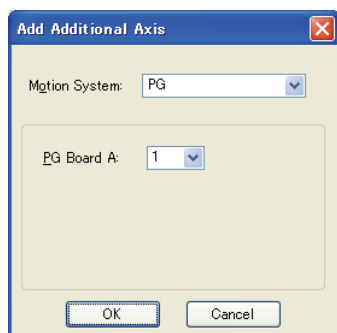 Add Additional Axis
Motion System: PG
PG Board A: 1
OK Cancel